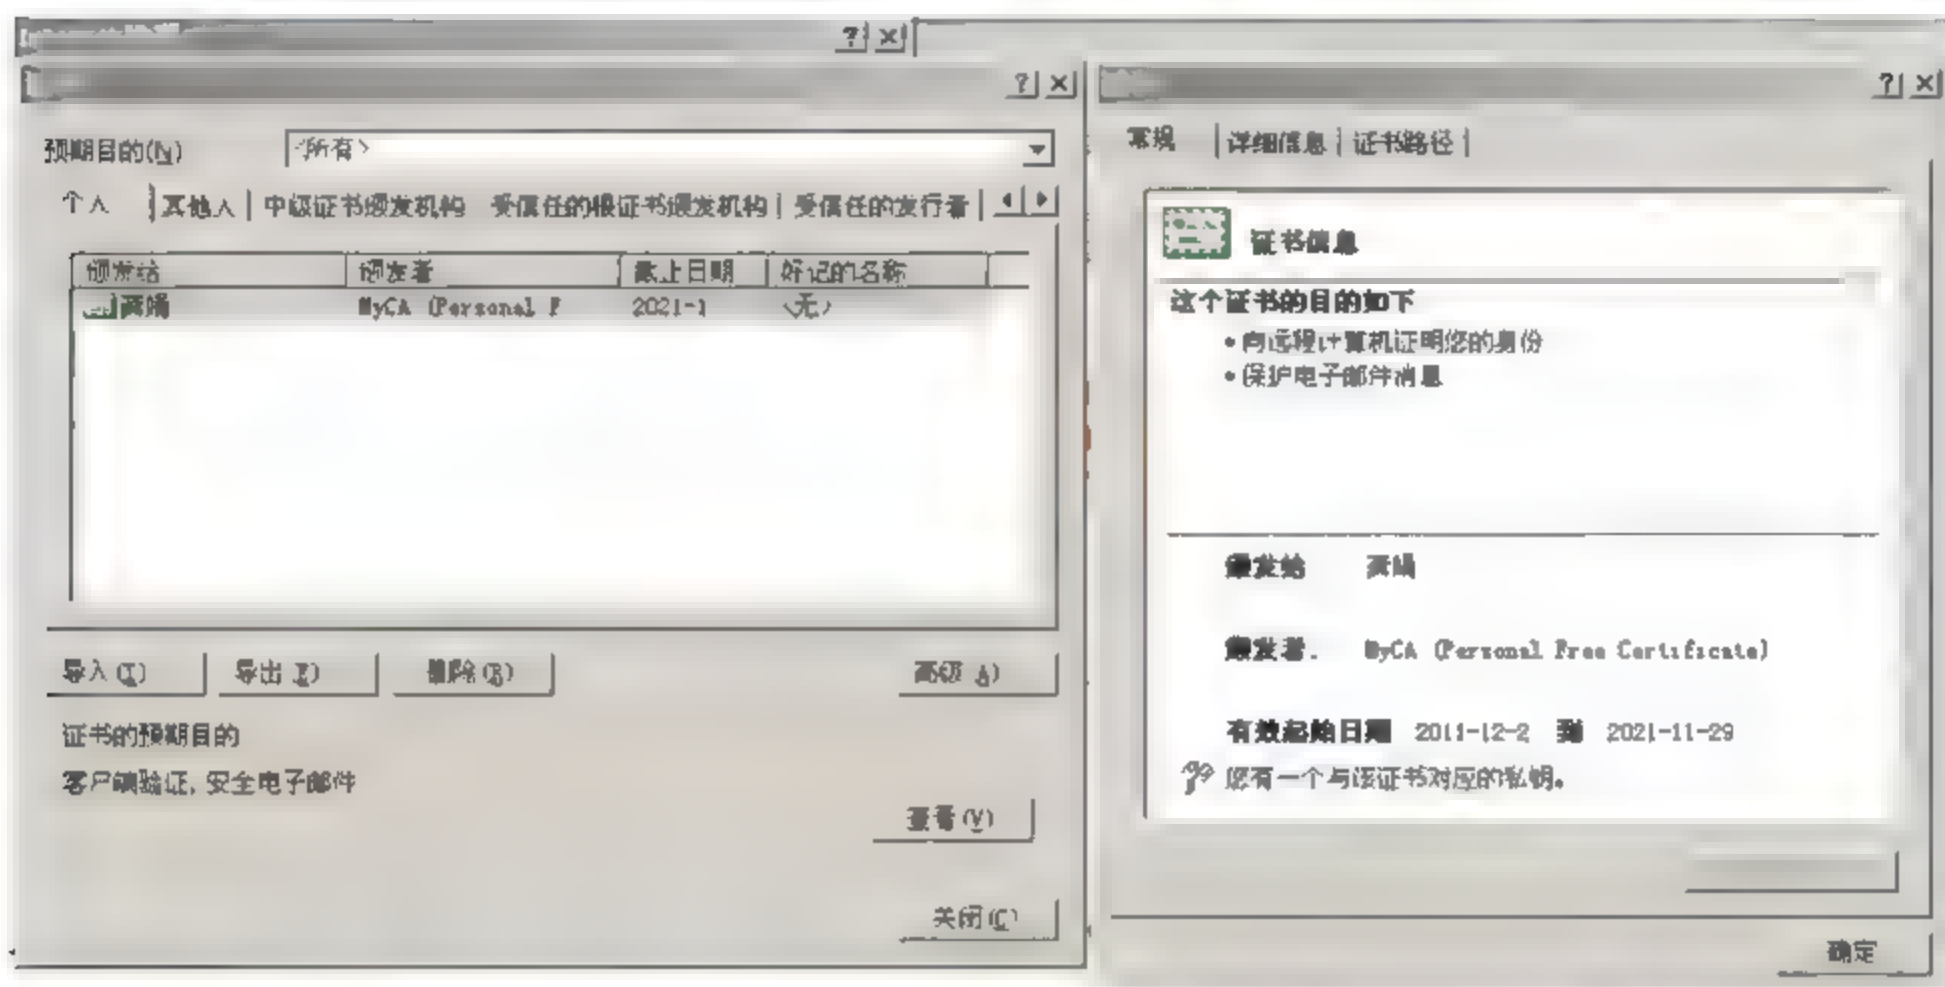 预期目的(N) <所有>
个人 其他人 中级证书颁发机构 受信任的根证书颁发机构 受信任的发行者
颁发给 颁发者 截止日期 好记的名称
MyCA (Personal F 2021-1 <无>
导入(I) 导出 删除(R) 高级 A)
证书的预期目的
客户端验证, 安全电子邮件
查看(V)
关闭(C)
常规 详细信息 证书路径
证书信息
这个证书的目的如下
•向远程计算机证明您的身份
•保护电子邮件消息
颁发给
颁发者. MyCA (Personal Free Certificate)
有效起始日期 2011-12-2 到 2021-11-29
您有一个与该证书对应的私钥。
确定